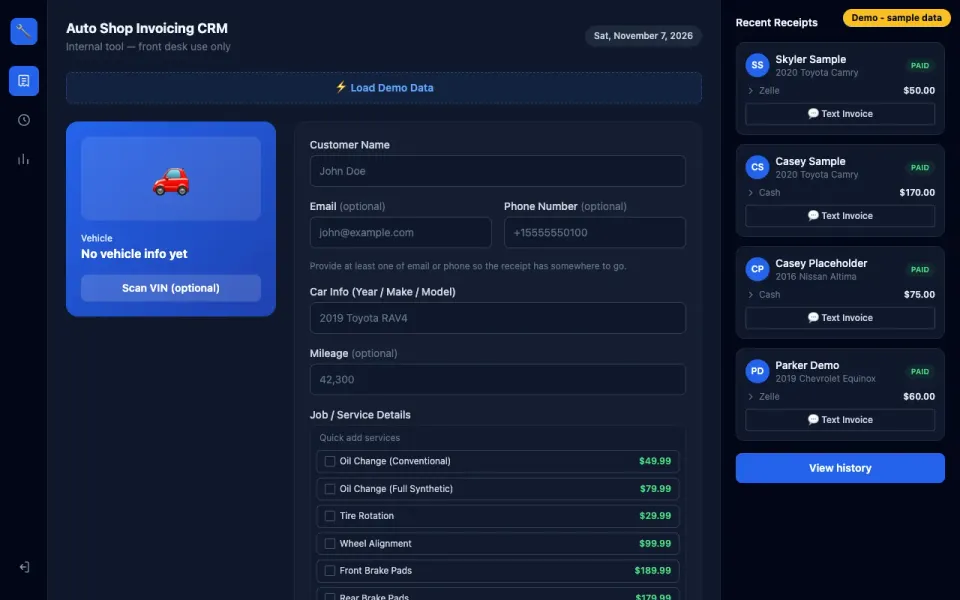 Auto Shop Invoicing CRM
Internal tool — front desk use only
Sat, November 7, 2026
⚡ Load Demo Data
Vehicle
No vehicle info yet
Scan VIN (optional)
Customer Name
John Doe
Email (optional)
Phone Number (optional)
john@example.com
+15555550100
Provide at least one of email or phone so the receipt has somewhere to go.
Car Info (Year / Make / Model)
2019 Toyota RAV4
Mileage (optional)
42,300
Job / Service Details
Quick add services
Oil Change (Conventional) $49.99
Oil Change (Full Synthetic) $79.99
Tire Rotation $29.99
Wheel Alignment $99.99
Front Brake Pads $189.99
Rear Brake Pads $179.99
Recent Receipts
Demo - sample data
SS Skyler Sample
2020 Toyota Camry
PAID
Zelle $50.00
💬 Text Invoice
CS Casey Sample
2020 Toyota Camry
PAID
Cash $170.00
💬 Text Invoice
CP Casey Placeholder
2016 Nissan Altima
PAID
Cash $75.00
💬 Text Invoice
PD Parker Demo
2019 Chevrolet Equinox
PAID
Zelle $60.00
💬 Text Invoice
View history